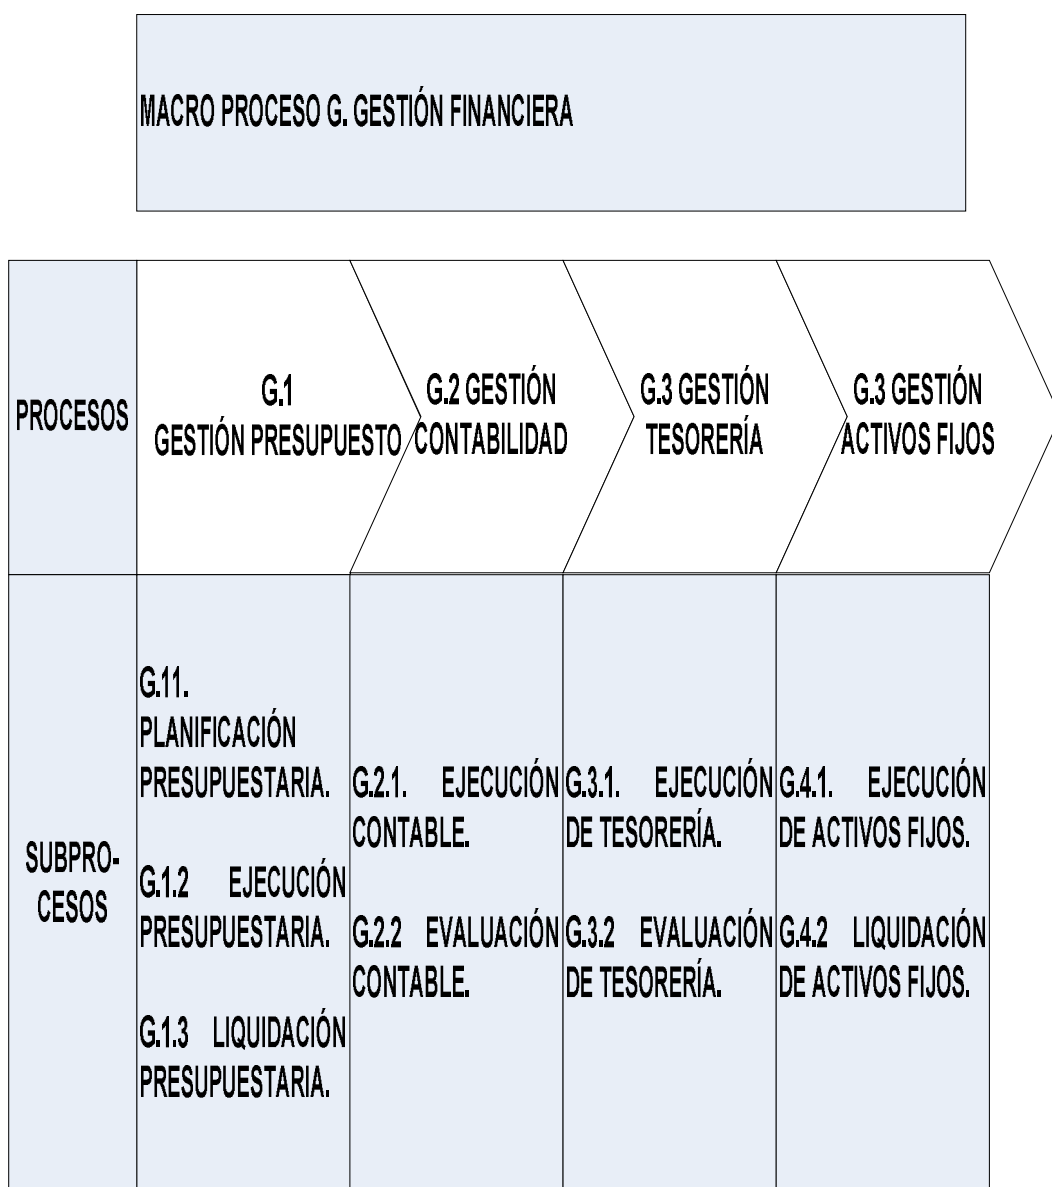 MACRO PROCESO G. GESTIÓN FINANCIERA
PROCESOS
G.1
GESTIÓN PRESUPUESTO
G.2 GESTIÓN
CONTABILIDAD
G.3 GESTIÓN
TESORERÍA
G.3 GESTIÓN
ACTIVOS FIJOS
SUBPRO-
CESOS
G.11.
PLANIFICACIÓN
PRESUPUESTARIA.
G.1.2 EJECUCIÓN
PRESUPUESTARIA.
G.1.3 LIQUIDACIÓN
PRESUPUESTARIA.
G.2.1. EJECUCIÓN
CONTABLE.
G.2.2 EVALUACIÓN
CONTABLE.
G.3.1. EJECUCIÓN
DE TESORERÍA.
G.3.2 EVALUACIÓN
DE TESORERÍA.
G.4.1. EJECUCIÓN
DE ACTIVOS FIJOS.
G.4.2 LIQUIDACIÓN
DE ACTIVOS FIJOS.